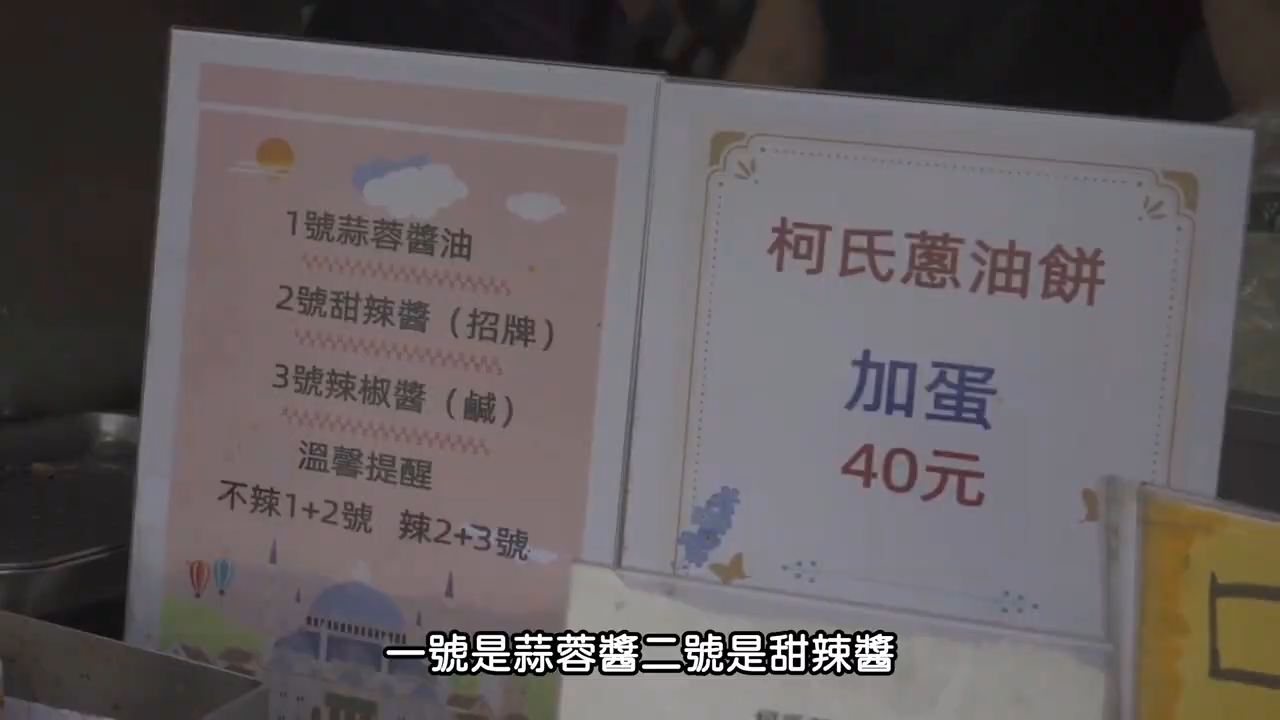 1號蒜蓉醬油
2號甜辣醬（招牌）
3號辣椒醬（鹹）
溫馨提醒
不辣1+2號 辣2+3號
柯氏蔥油餅
加蛋
40元
一號是蒜蓉醬二號是甜辣醬